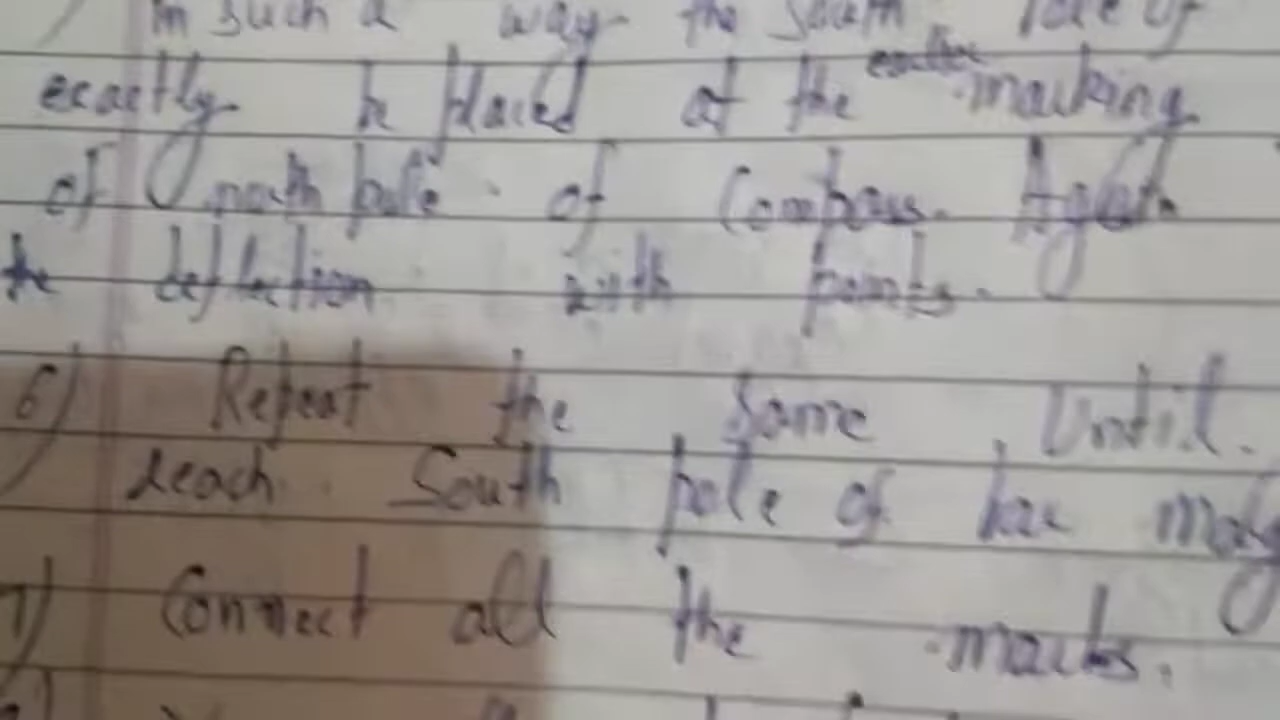 in such a way the South Pole of
exactly be placed at the earlier marking
of north pole of Compass. Again
the deflection with points.
6) Repeat the same Until.
reach South pole of bar mag
7) Connect all the marks.